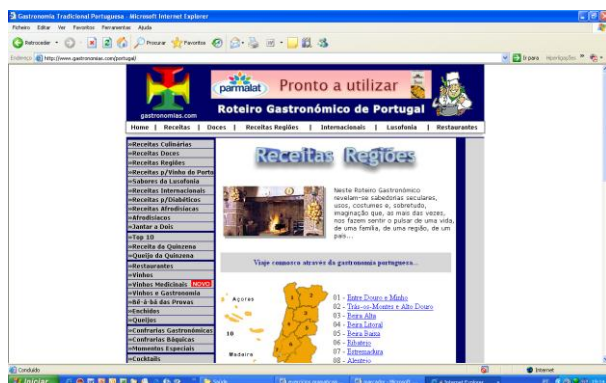 Gastronomia Tradicional Portuguesa - Microsoft Internet Explorer
Ficheiro Editar Ver Favoritos Ferramentas Ajuda
Retroceder Procurar Favoritos
Endereço http://www.gastronomias.com/portugal/ Ir para Hiperligações
gastronomias.com
parmalat Pronto a utilizar
Roteiro Gastronómico de Portugal
Home | Receitas | Doces | Receitas Regiões | Internacionais | Lusofonia | Restaurantes
»Receitas Culinárias
»Receitas Doces
»Receitas Regiões
»Receitas p/Vinho do Porto
»Sabores da Lusofonia
»Receitas Internacionais
»Receitas p/Diabéticos
»Receitas Afrodisíacas
»Afrodisíacos
»Jantar a Dois
»Top 10
»Receita da Quinzena
»Queijo da Quinzena
»Restaurantes
»Vinhos
»Vinhos Medicinais NOVO
»Vinhos e Gastronomia
»Bê-á-bá das Provas
»Enchidos
»Queijos
»Confrarias Gastronómicas
»Confrarias Báquicas
»Momentos Especiais
»Cocktails
Receitas Regiões
Neste Roteiro Gastronómico
revelam-se sabedorias seculares,
usos, costumes e, sobretudo,
imaginação que, as mais das vezes,
nos fazem sentir o pulsar de uma vida,
de uma família, de uma região, de um
país...
Viaje connosco através da gastronomia portuguesa...
Açores
10
Madeira
1
2
01 - Entre Douro e Minho
02 - Trás-os-Montes e Alto Douro
03 - Beira Alta
04 - Beira Litoral
05 - Beira Baixa
06 - Ribatejo
07 - Estremadura
08 - Alentejo
Concluído
Internet
Iniciar